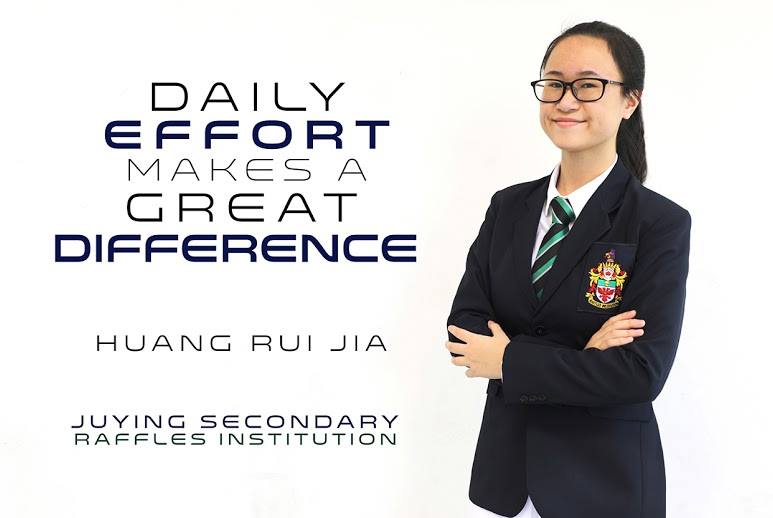 DAILY
EFFORT
MAKES A
GREAT
DIFFERENCE
HUANG RUI JIA
JUYING SECONDARY
RAFFLES INSTITUTION